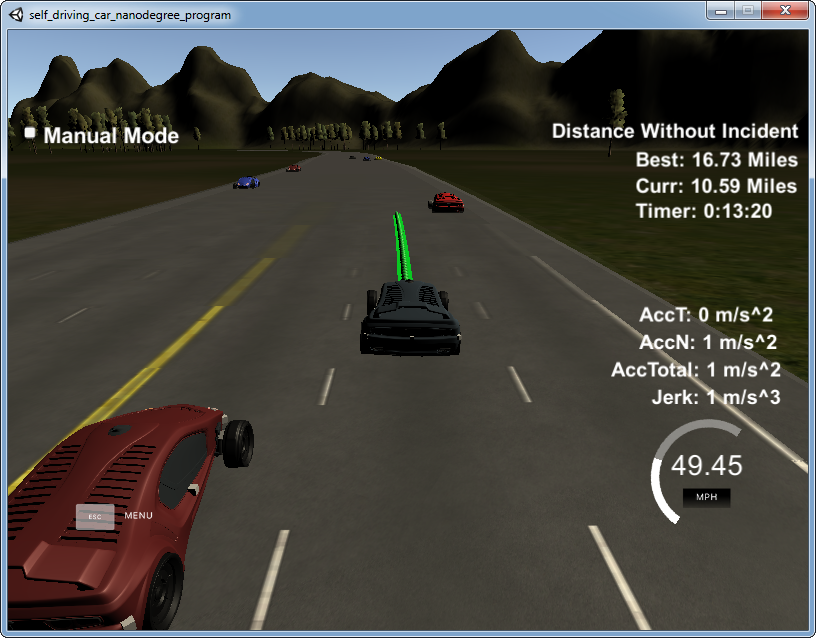 self_driving_car_nanodegree_program
Manual Mode
Distance Without Incident
Best: 16.73 Miles
Curr: 10.59 Miles
Timer: 0:13:20
AccT: 0 m/s^2
AccN: 1 m/s^2
AccTotal: 1 m/s^2
Jerk: 1 m/s^3
49.45
MPH
ESC MENU